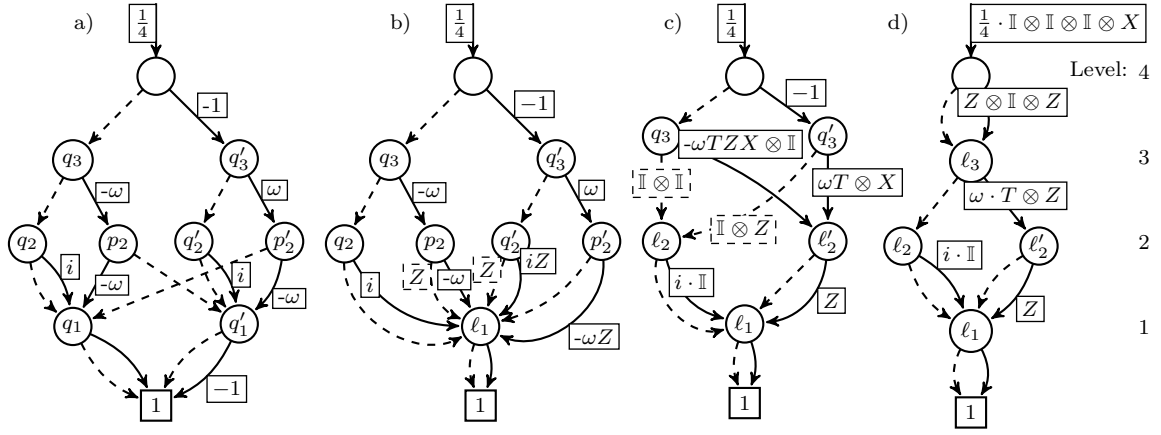 a) 1/4 b) 1/4 c) 1/4 d) 1/4 · 𝕀 ⊗ 𝕀 ⊗ 𝕀 ⊗ X
Level: 4
-1 −1 −1 Z ⊗ 𝕀 ⊗ Z
q₃ q′₃ q₃ q′₃ q₃ -ωTZX ⊗ 𝕀 q′₃ ℓ₃ 3
-ω ω -ω ω 𝕀 ⊗ 𝕀 ωT ⊗ X ω · T ⊗ Z
𝕀 ⊗ Z
q₂ p₂ q′₂ p′₂ q₂ p₂ q′₂ p′₂ ℓ₂ ℓ′₂ ℓ₂ ℓ′₂ 2
i -ω i -ω i Z -ω Z iZ -ωZ i · 𝕀 Z i · 𝕀 Z
q₁ q′₁ ℓ₁ ℓ₁ ℓ₁ 1
−1
1 1 1 1